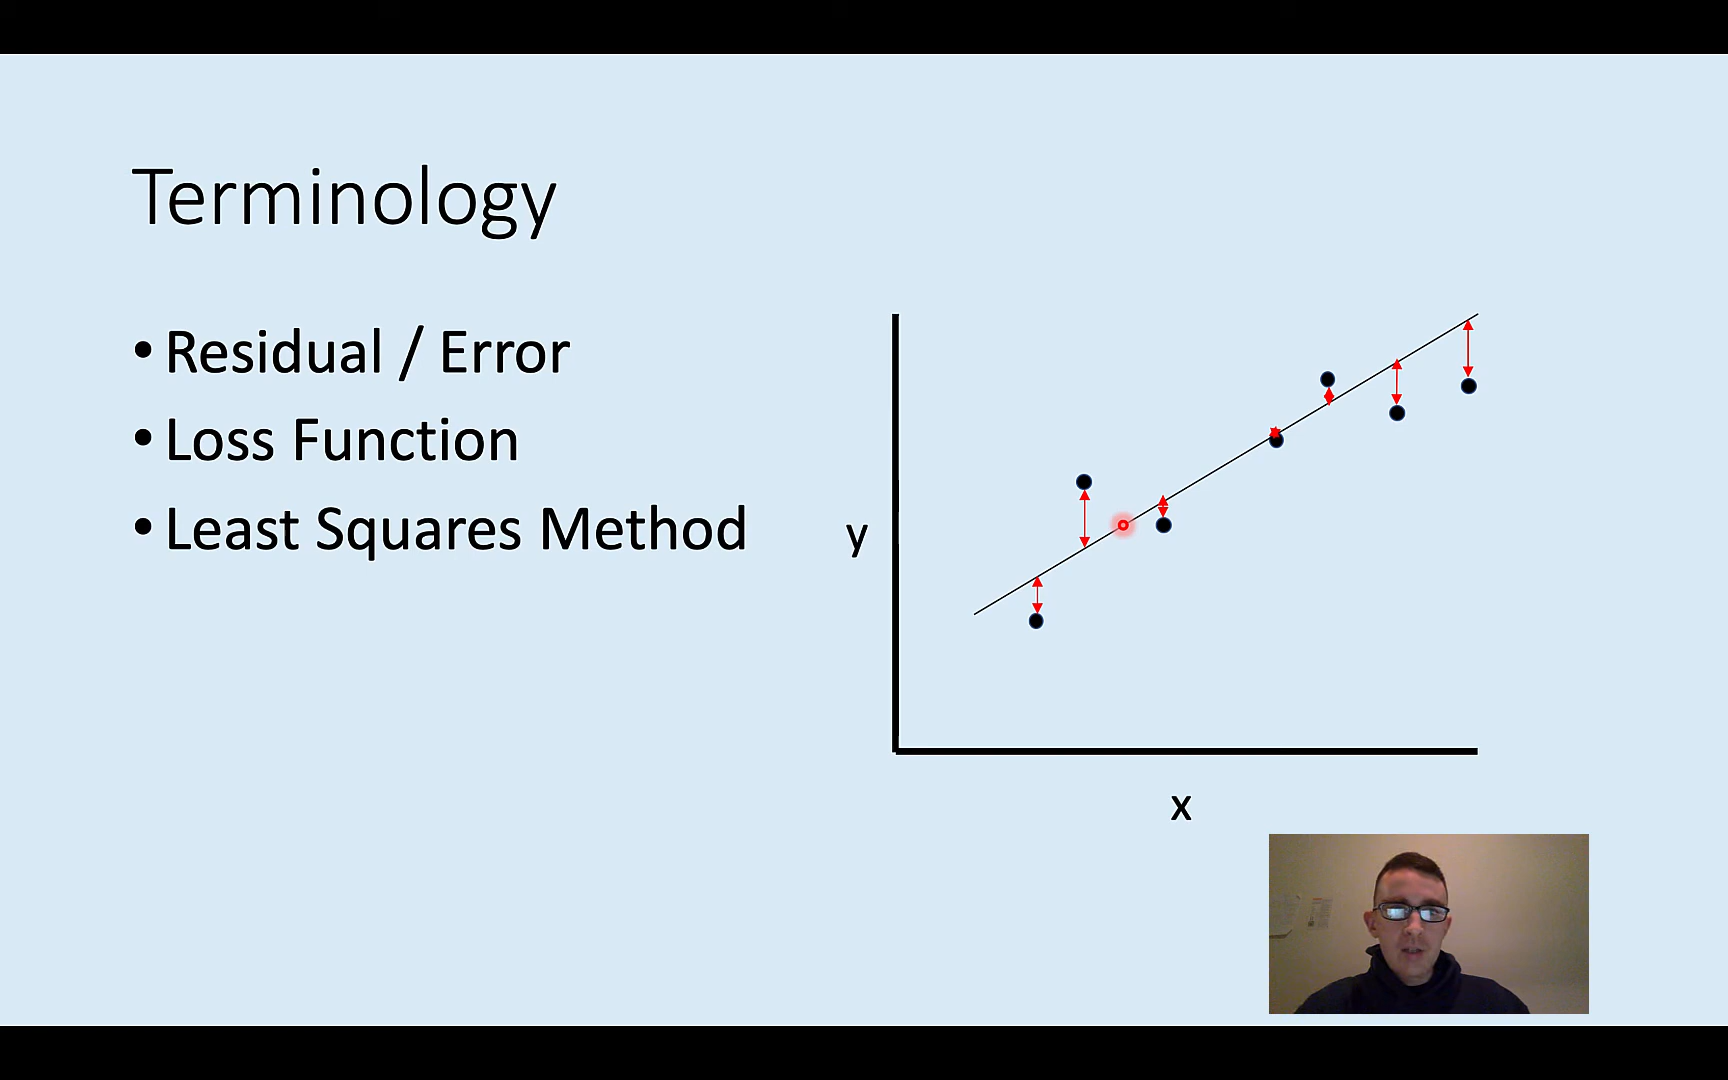 Terminology
• Residual / Error
• Loss Function
• Least Squares Method
y
x